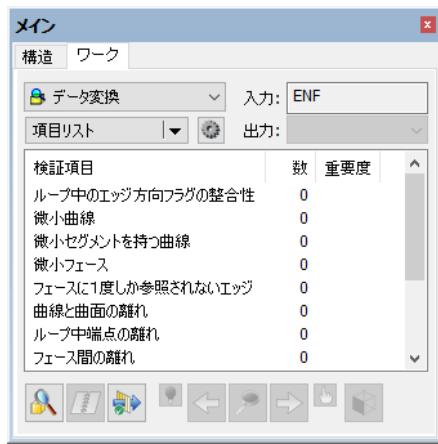 メイン
構造 ワーク
データ変換 入力: ENF
項目リスト 出力:
検証項目 数 重要度
ループ中のエッジ方向フラグの整合性 0
微小曲線 0
微小セグメントを持つ曲線 0
微小フェース 0
フェースに1度しか参照されないエッジ 0
曲線と曲面の離れ 0
ループ中端点の離れ 0
フェース間の離れ 0